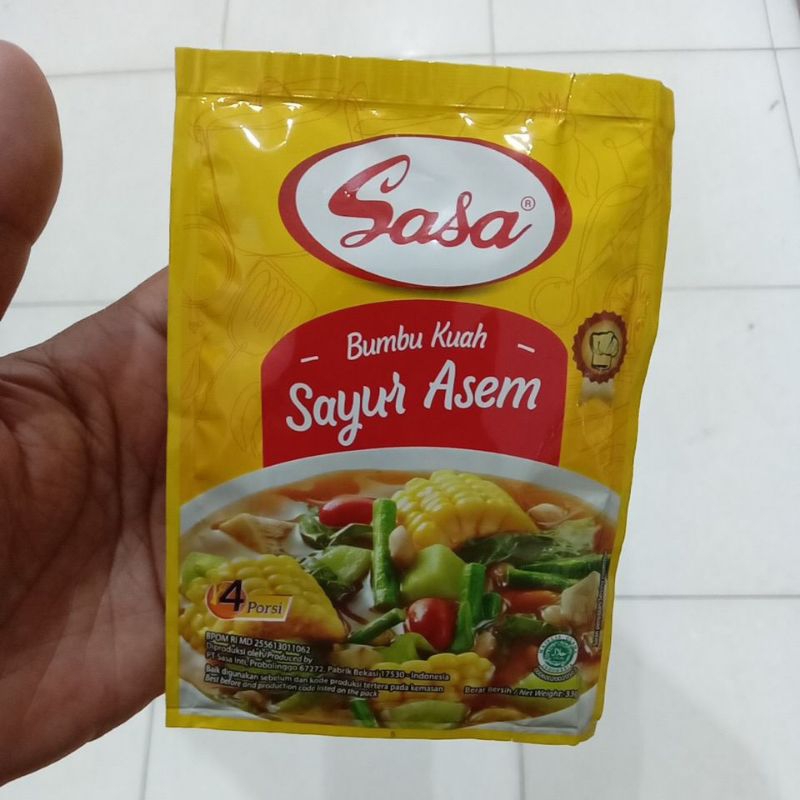 Sasa®
Bumbu Kuah
Sayur Asem
4 Porsi
BPOM RI MD 255613011062
Diproduksi oleh/Produced by
PT Sasa Inti, Probolinggo 67272, Pabrik Bekasi 17530 - Indonesia
Baik digunakan sebelum dan kode produksi tertera pada kemasan
Best before and production code listed on the pack
Berat Bersih / Net Weight: